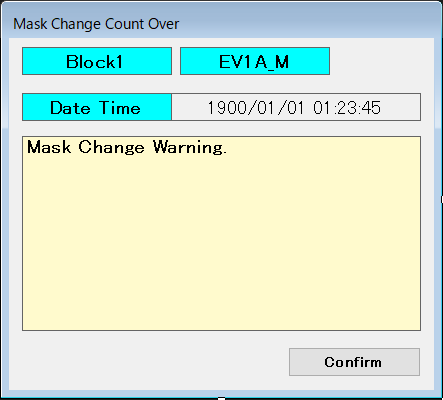 Mask Change Count Over
Block1 EV1A_M
Date Time 1900/01/01 01:23:45
Mask Change Warning.
Confirm